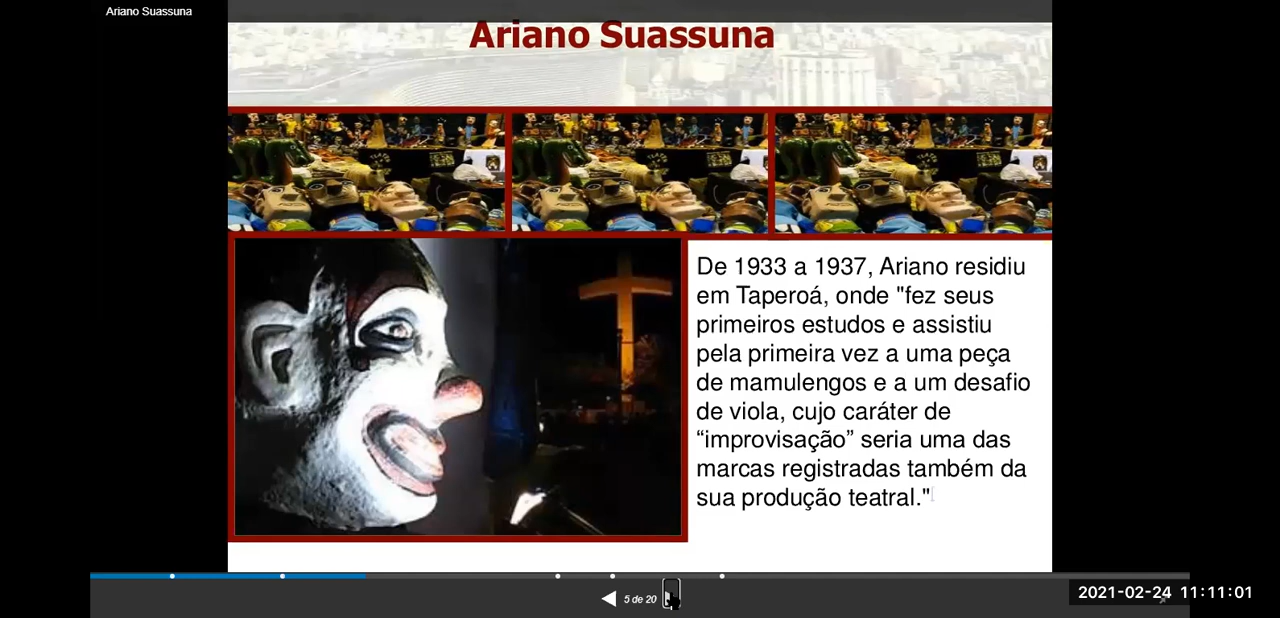 Ariano Suassuna
Ariano Suassuna
De 1933 a 1937, Ariano residiu
em Taperoá, onde "fez seus
primeiros estudos e assistiu
pela primeira vez a uma peça
de mamulengos e a um desafio
de viola, cujo caráter de
“improvisação” seria uma das
marcas registradas também da
sua produção teatral."
5 de 20
2021-02-24 11:11:01